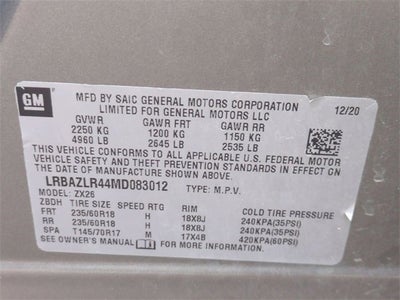 GM
MFD BY SAIC GENERAL MOTORS CORPORATION
LIMITED FOR GENERAL MOTORS LLC
12/20
GVWR GAWR FRT GAWR RR
2250 KG 1200 KG 1150 KG
4960 LB 2645 LB 2535 LB
THIS VEHICLE CONFORMS TO ALL APPLICABLE U.S. FEDERAL MOTOR
VEHICLE SAFETY AND THEFT PREVENTION STANDARDS IN EFFECT ON
THE DATE OF MANUFACTURE SHOWN ABOVE.
LRBAZLR44MD083012 TYPE: M.P.V.
MODEL: ZX26
ZBDH TIRE SIZE SPEED RTG RIM COLD TIRE PRESSURE
FRT 235/60R18 H 18X8J 240KPA(35PSI)
RR 235/60R18 H 18X8J 240KPA(35PSI)
SPA T145/70R17 M 17X4B 420KPA(60PSI)
SEE OWNER'S MANUAL FOR ADDITIONAL INFORMATION.